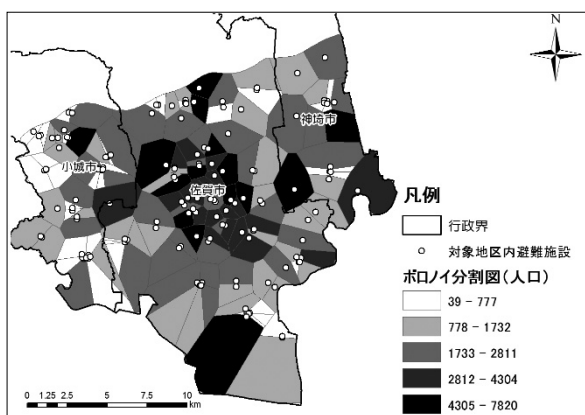 N
神埼市
小城市
佐賀市
凡例
行政界
対象地区内避難施設
ボロノイ分割図(人口)
39 - 777
778 - 1732
1733 - 2811
2812 - 4304
4305 - 7820
0 1.25 2.5 5 7.5 10
km